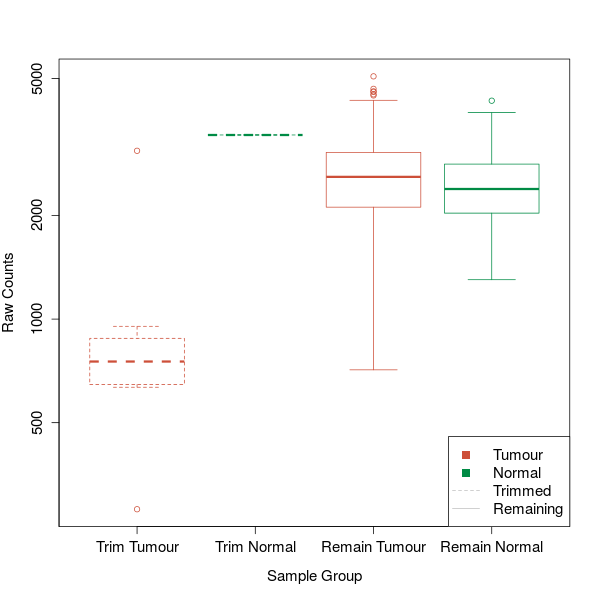 5000
2000
1000
500
Raw Counts
Tumour
Normal
Trimmed
Remaining
Trim Tumour Trim Normal Remain Tumour Remain Normal
Sample Group